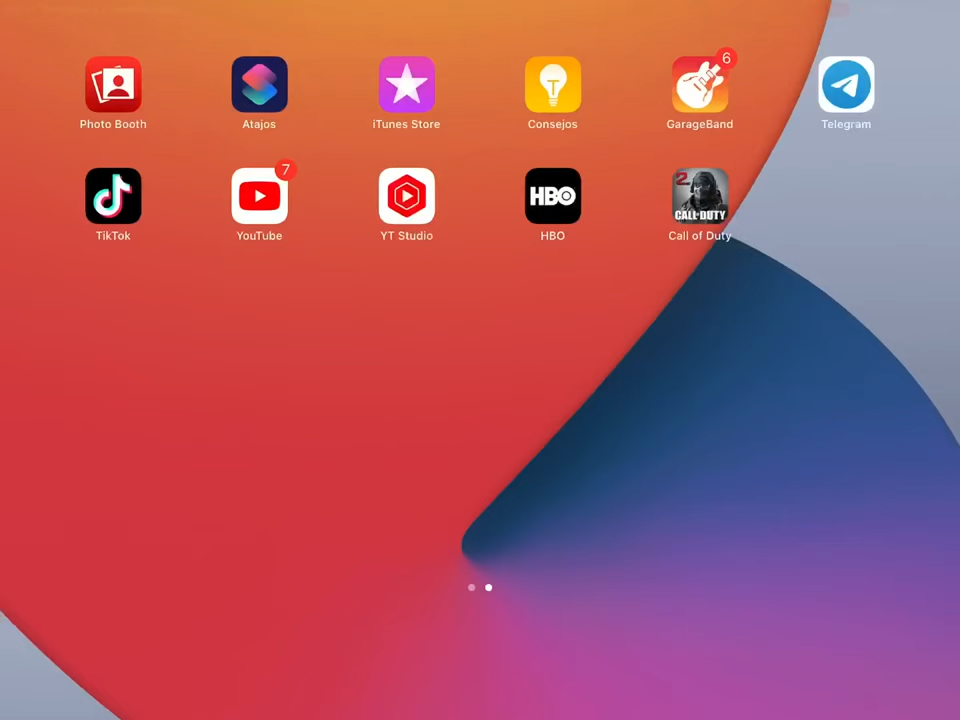 6
Photo Booth
Atajos
iTunes Store
Consejos
GarageBand
Telegram
7
HBO
2
CALL DUTY
TikTok
YouTube
YT Studio
HBO
Call of Duty